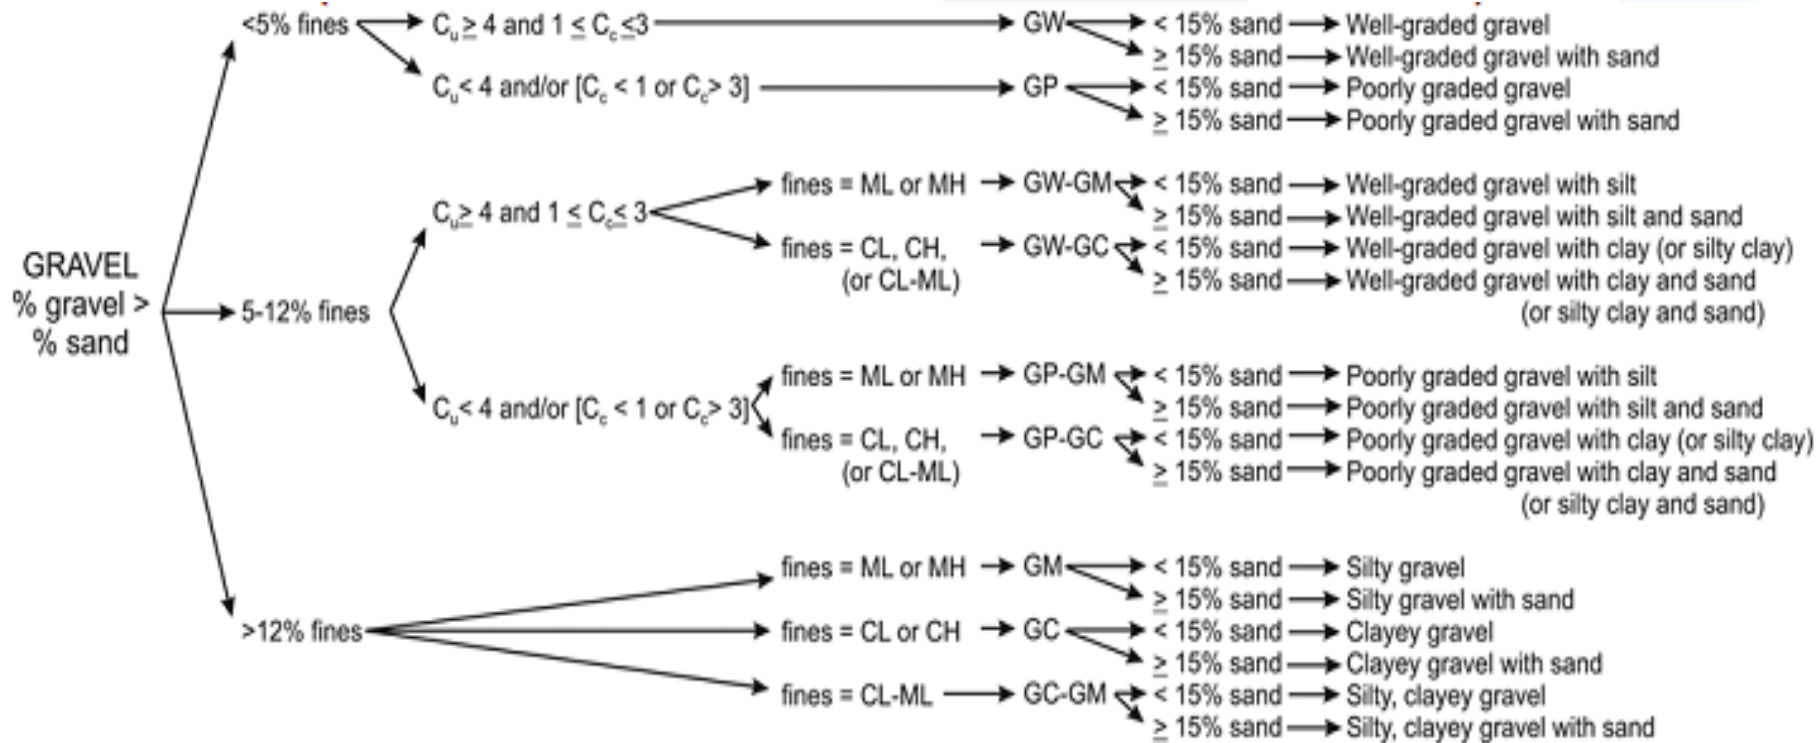 <5% fines C_u ≥ 4 and 1 ≤ C_c ≤3 GW < 15% sand Well-graded gravel
≥ 15% sand Well-graded gravel with sand
C_u< 4 and/or [C_c < 1 or C_c> 3] GP < 15% sand Poorly graded gravel
≥ 15% sand Poorly graded gravel with sand
fines = ML or MH GW-GM < 15% sand Well-graded gravel with silt
C_u≥ 4 and 1 ≤ C_c≤ 3 ≥ 15% sand Well-graded gravel with silt and sand
fines = CL, CH, GW-GC < 15% sand Well-graded gravel with clay (or silty clay)
(or CL-ML) ≥ 15% sand Well-graded gravel with clay and sand
(or silty clay and sand)
GRAVEL
% gravel >
% sand
5-12% fines
fines = ML or MH GP-GM < 15% sand Poorly graded gravel with silt
C_u< 4 and/or [C_c < 1 or C_c> 3] ≥ 15% sand Poorly graded gravel with silt and sand
fines = CL, CH, GP-GC < 15% sand Poorly graded gravel with clay (or silty clay)
(or CL-ML) ≥ 15% sand Poorly graded gravel with clay and sand
(or silty clay and sand)
fines = ML or MH GM < 15% sand Silty gravel
≥ 15% sand Silty gravel with sand
>12% fines fines = CL or CH GC < 15% sand Clayey gravel
≥ 15% sand Clayey gravel with sand
fines = CL-ML GC-GM < 15% sand Silty, clayey gravel
≥ 15% sand Silty, clayey gravel with sand